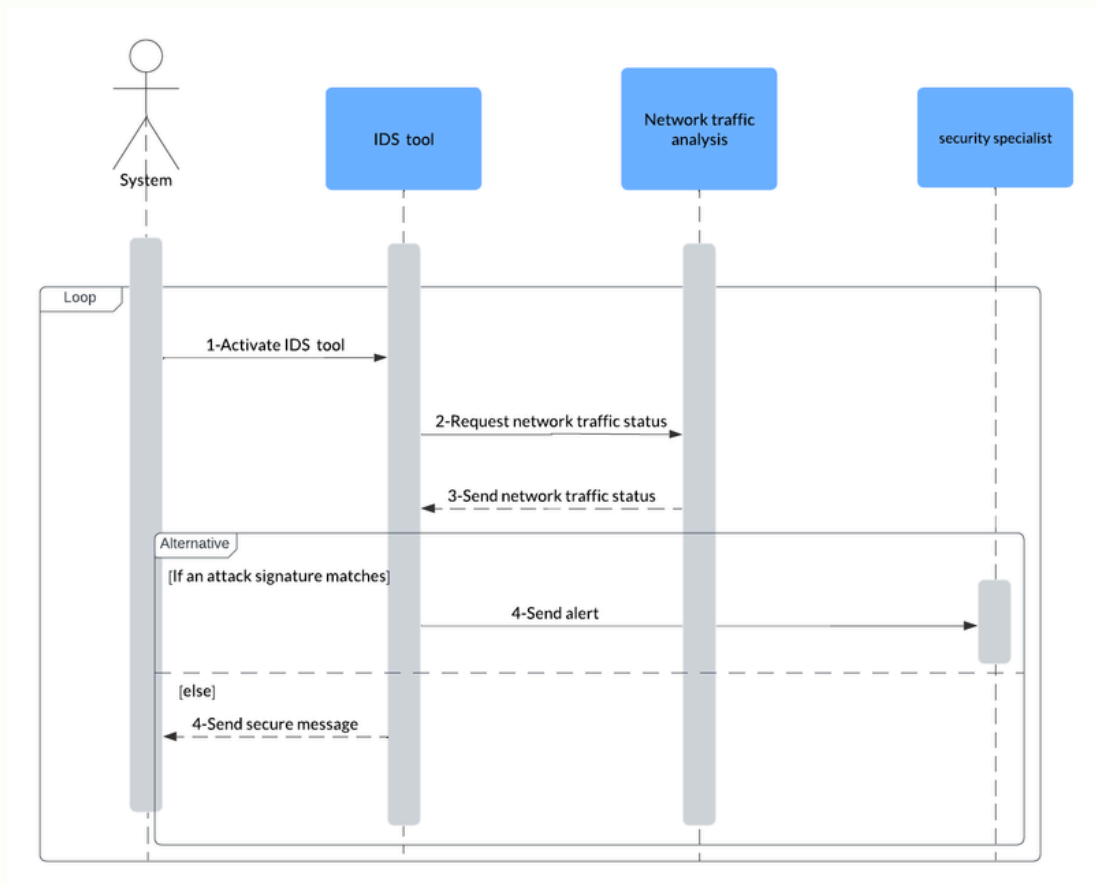 System
IDS tool
Network traffic
analysis
security specialist
Loop
1-Activate IDS tool
2-Request network traffic status
3-Send network traffic status
Alternative
[If an attack signature matches]
4-Send alert
[else]
4-Send secure message